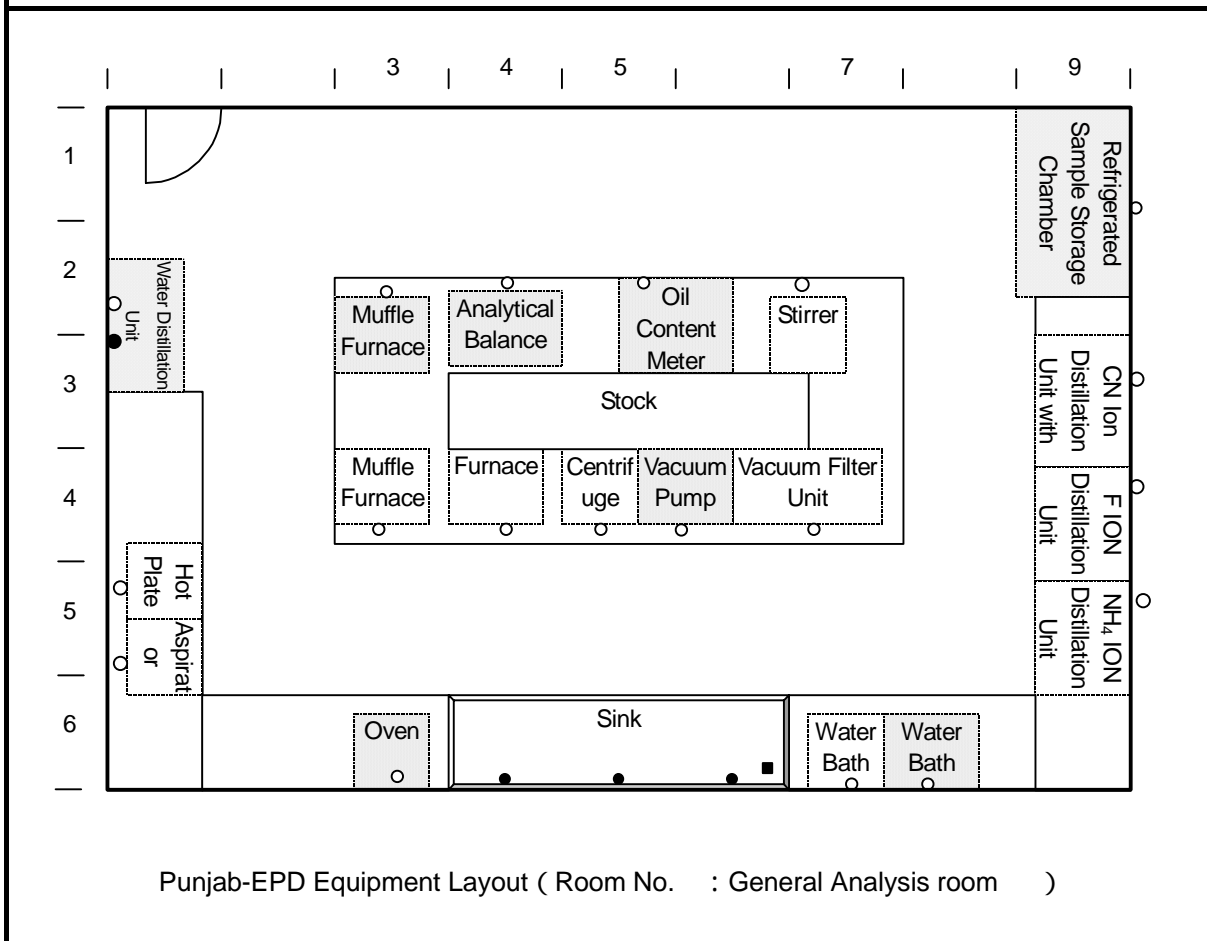 3 4 5 7 9
1
2
3
4
5
6
Refrigerated
Sample Storage
Chamber
Water Distillation
Unit
Muffle
Furnace
Analytical
Balance
Oil
Content
Meter
Stirrer
Stock
CN Ion
Distillation
Unit with
Muffle
Furnace
Furnace
Centrif
uge
Vacuum
Pump
Vacuum Filter
Unit
F ION
Distillation
Unit
Hot
Plate
Aspirat
or
NH₄ ION
Distillation
Unit
Oven
Sink
Water
Bath
Water
Bath
Punjab-EPD Equipment Layout ( Room No. : General Analysis room )